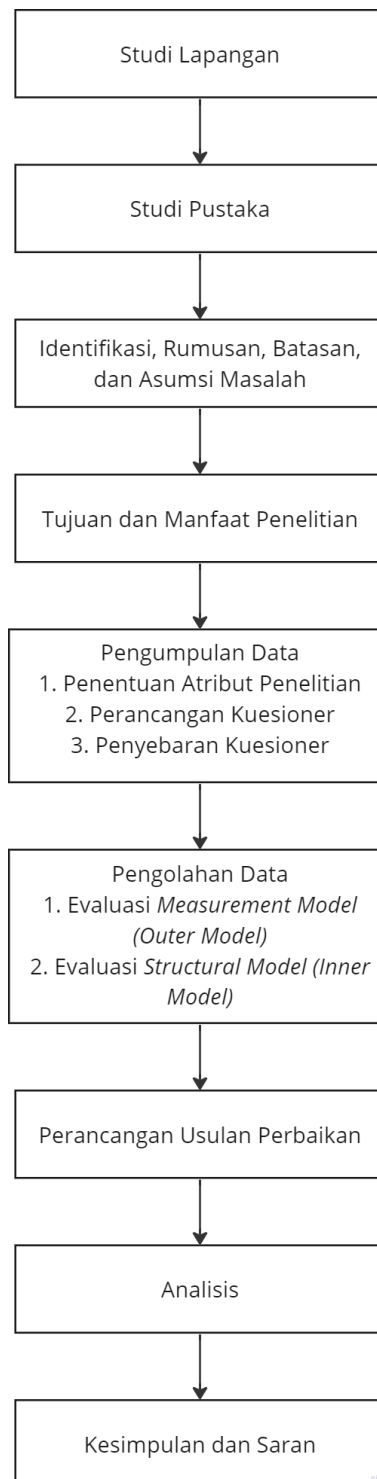 Studi Lapangan
Studi Pustaka
Identifikasi, Rumusan, Batasan,
dan Asumsi Masalah
Tujuan dan Manfaat Penelitian
Pengumpulan Data
1. Penentuan Atribut Penelitian
2. Perancangan Kuesioner
3. Penyebaran Kuesioner
Pengolahan Data
1. Evaluasi Measurement Model
(Outer Model)
2. Evaluasi Structural Model (Inner
Model)
Perancangan Usulan Perbaikan
Analisis
Kesimpulan dan Saran